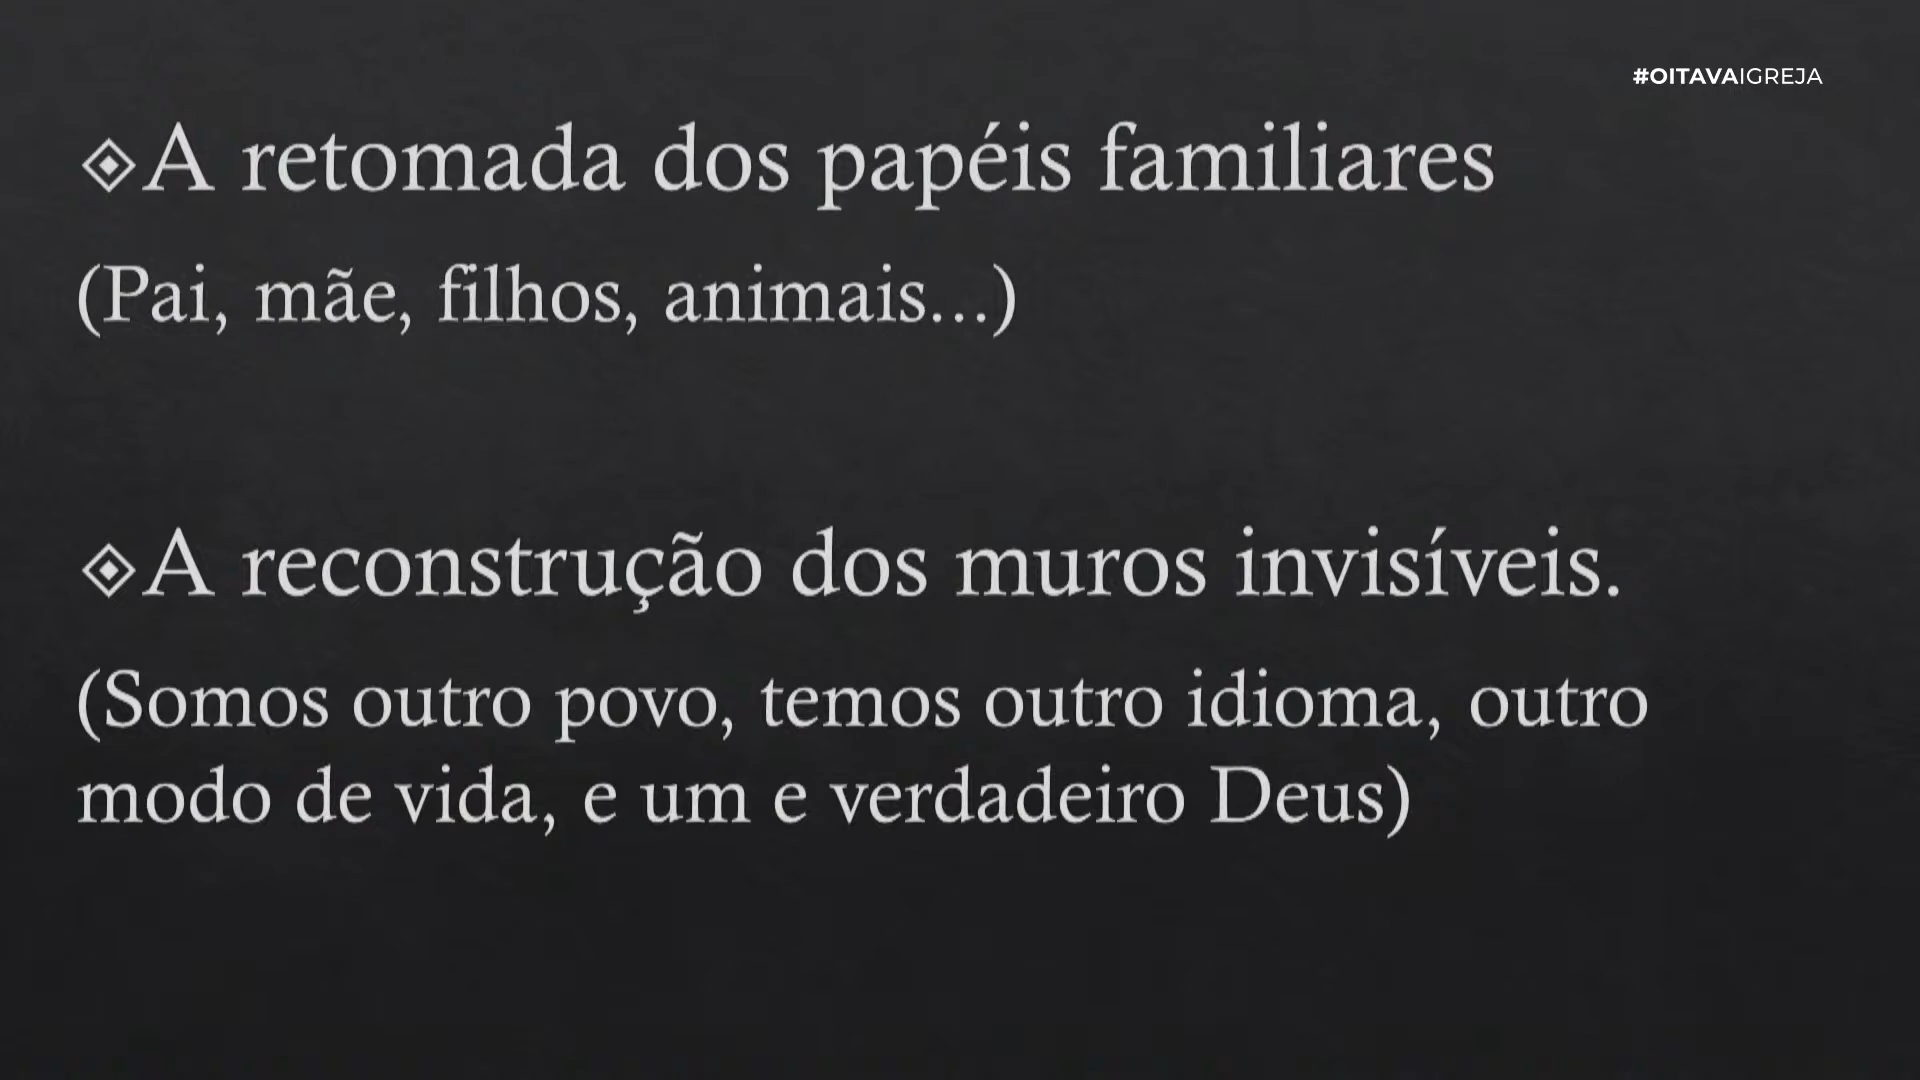 #OITAVAIGREJA
A retomada dos papéis familiares
(Pai, mãe, filhos, animais...)
A reconstrução dos muros invisíveis.
(Somos outro povo, temos outro idioma, outro
modo de vida, e um e verdadeiro Deus)